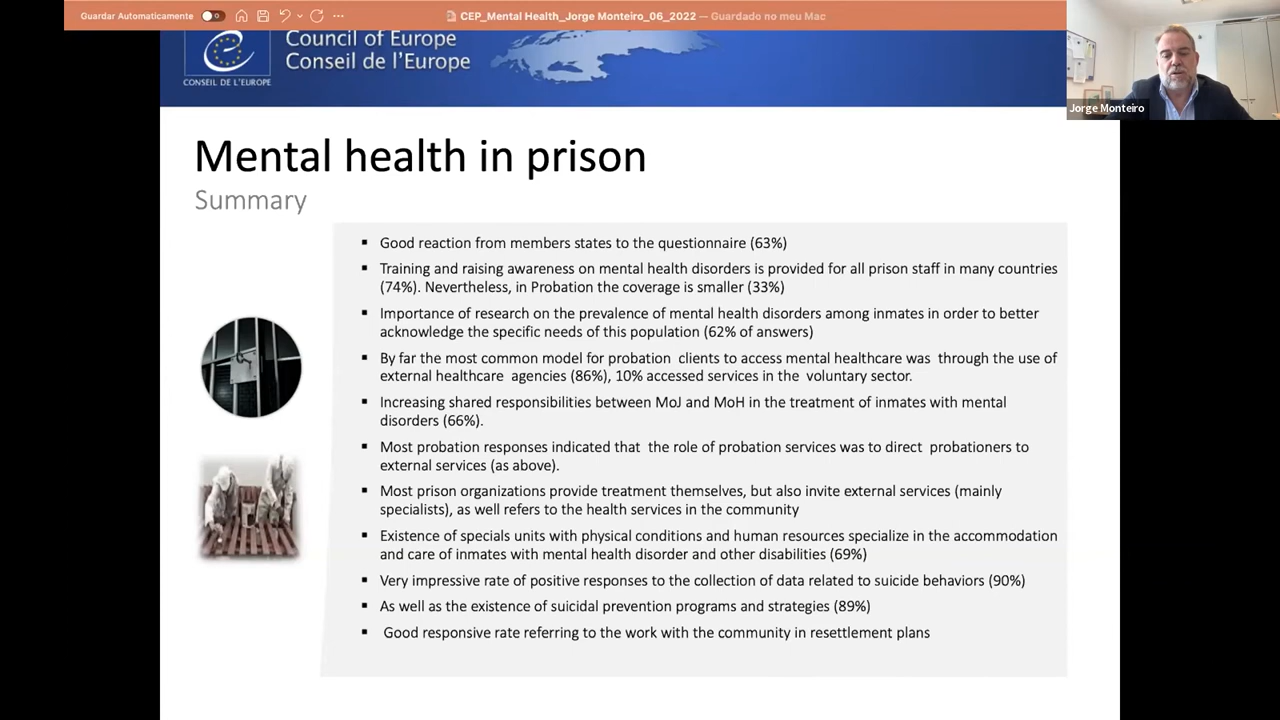 Guardar Automaticamente
CEP_Mental Health_Jorge Monteiro_06_2022 — Guardado no meu Mac
Council of Europe
Conseil de l'Europe
CONSEIL DE L'EUROPE
Jorge Monteiro
Mental health in prison
Summary
▪ Good reaction from members states to the questionnaire (63%)
▪ Training and raising awareness on mental health disorders is provided for all prison staff in many countries
(74%). Nevertheless, in Probation the coverage is smaller (33%)
▪ Importance of research on the prevalence of mental health disorders among inmates in order to better
acknowledge the specific needs of this population (62% of answers)
▪ By far the most common model for probation clients to access mental healthcare was through the use of
external healthcare agencies (86%), 10% accessed services in the voluntary sector.
▪ Increasing shared responsibilities between MoJ and MoH in the treatment of inmates with mental
disorders (66%).
▪ Most probation responses indicated that the role of probation services was to direct probationers to
external services (as above).
▪ Most prison organizations provide treatment themselves, but also invite external services (mainly
specialists), as well refers to the health services in the community
▪ Existence of specials units with physical conditions and human resources specialize in the accommodation
and care of inmates with mental health disorder and other disabilities (69%)
▪ Very impressive rate of positive responses to the collection of data related to suicide behaviors (90%)
▪ As well as the existence of suicidal prevention programs and strategies (89%)
▪ Good responsive rate referring to the work with the community in resettlement plans